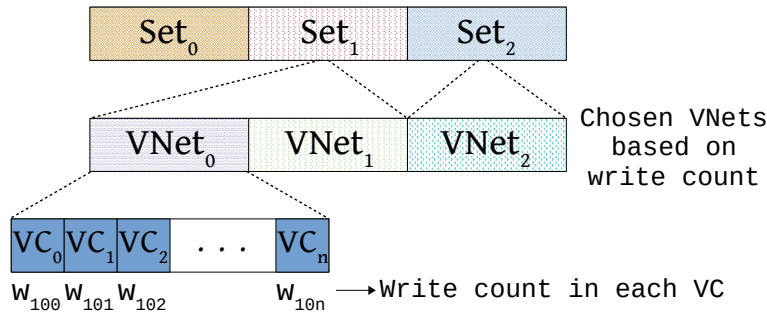 Set₀ Set₁ Set₂
VNet₀ VNet₁ VNet₂
Chosen VNets
based on
write count
VC₀ VC₁ VC₂ . . . VCₙ
w₁₀₀ w₁₀₁ w₁₀₂ w₁₀ₙ Write count in each VC